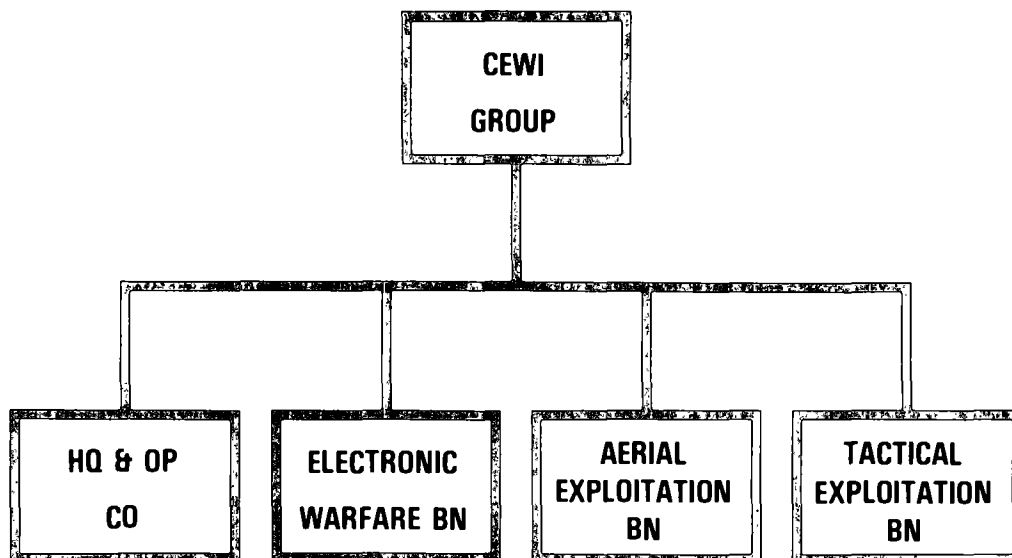 CEWI
GROUP
HQ & OP
CO
ELECTRONIC
WARFARE BN
AERIAL
EXPLOITATION
BN
TACTICAL
EXPLOITATION
BN